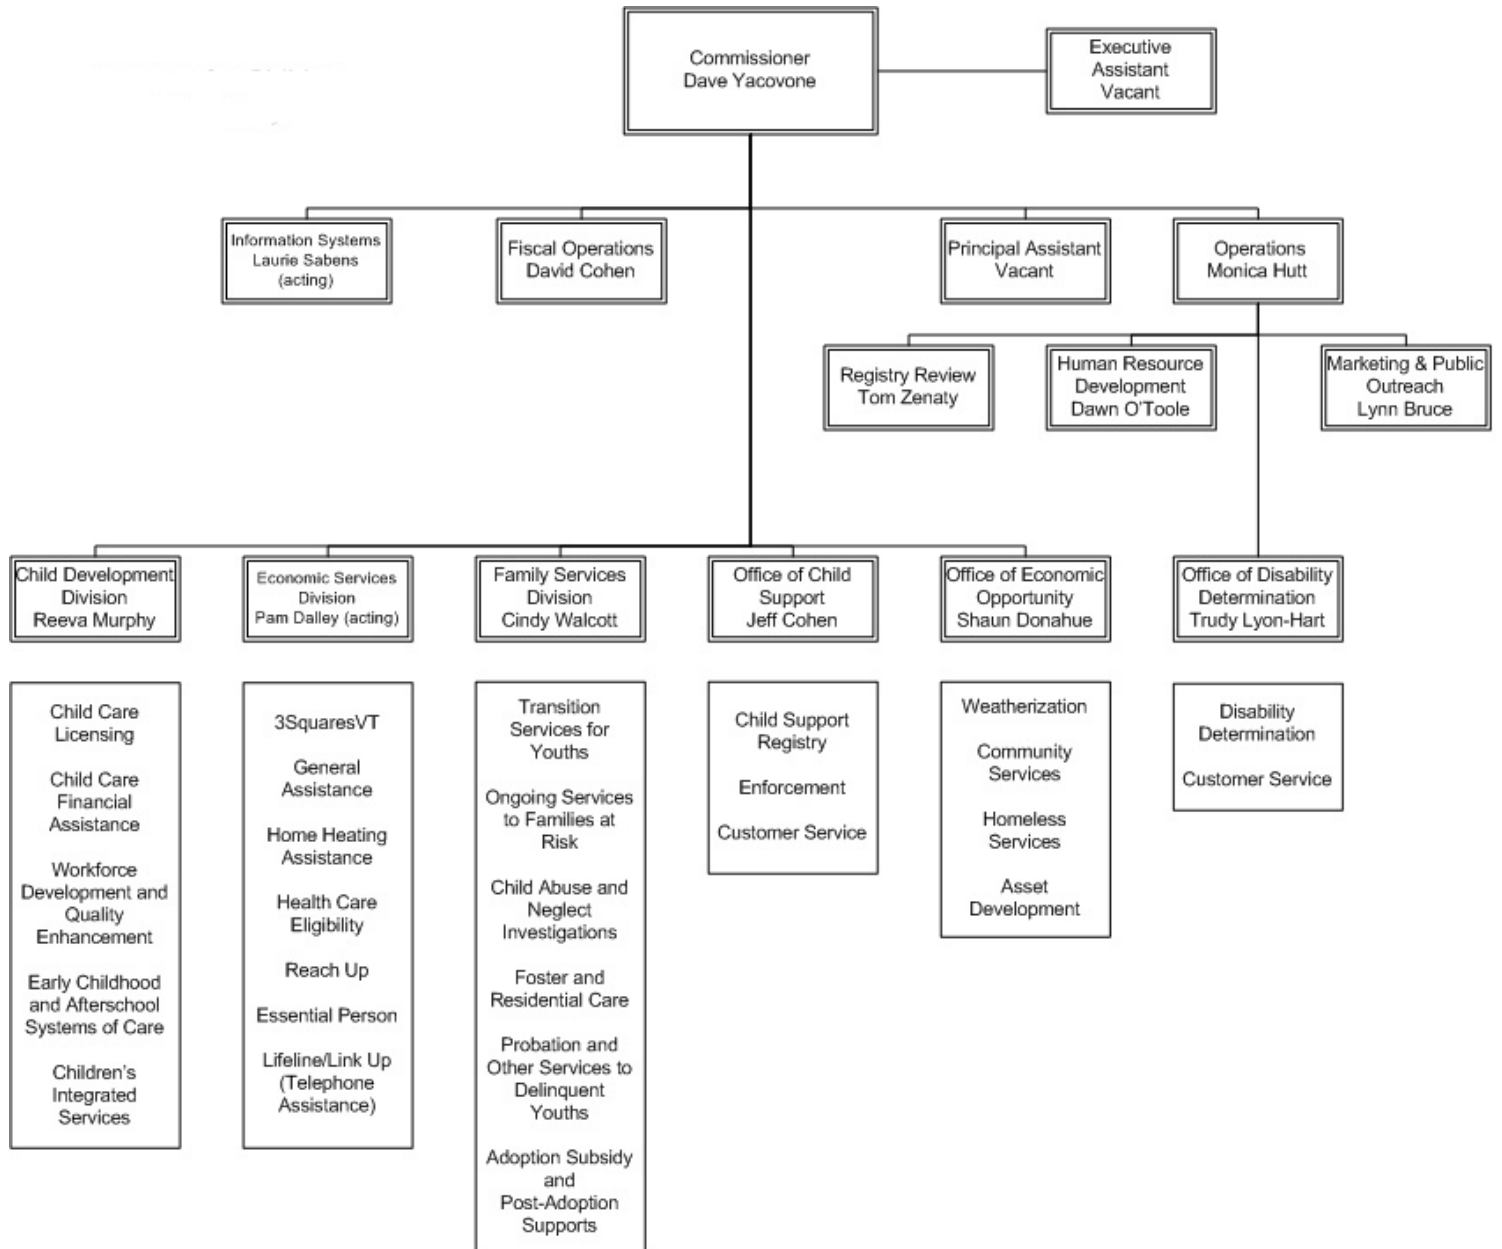 Commissioner
Dave Yacovone
Executive
Assistant
Vacant
Information Systems
Laurie Sabens
(acting)
Fiscal Operations
David Cohen
Principal Assistant
Vacant
Operations
Monica Hutt
Registry Review
Tom Zenaty
Human Resource
Development
Dawn O'Toole
Marketing & Public
Outreach
Lynn Bruce
Child Development
Division
Reeva Murphy
Economic Services
Division
Pam Dalley (acting)
Family Services
Division
Cindy Walcott
Office of Child
Support
Jeff Cohen
Office of Economic
Opportunity
Shaun Donahue
Office of Disability
Determination
Trudy Lyon-Hart
Child Care
Licensing
Child Care
Financial
Assistance
Workforce
Development and
Quality
Enhancement
Early Childhood
and Afterschool
Systems of Care
Children's
Integrated
Services
3SquaresVT
General
Assistance
Home Heating
Assistance
Health Care
Eligibility
Reach Up
Essential Person
Lifeline/Link Up
(Telephone
Assistance)
Transition
Services for
Youths
Ongoing Services
to Families at
Risk
Child Abuse and
Neglect
Investigations
Foster and
Residential Care
Probation and
Other Services to
Delinquent
Youths
Adoption Subsidy
and
Post-Adoption
Supports
Child Support
Registry
Enforcement
Customer Service
Weatherization
Community
Services
Homeless
Services
Asset
Development
Disability
Determination
Customer Service